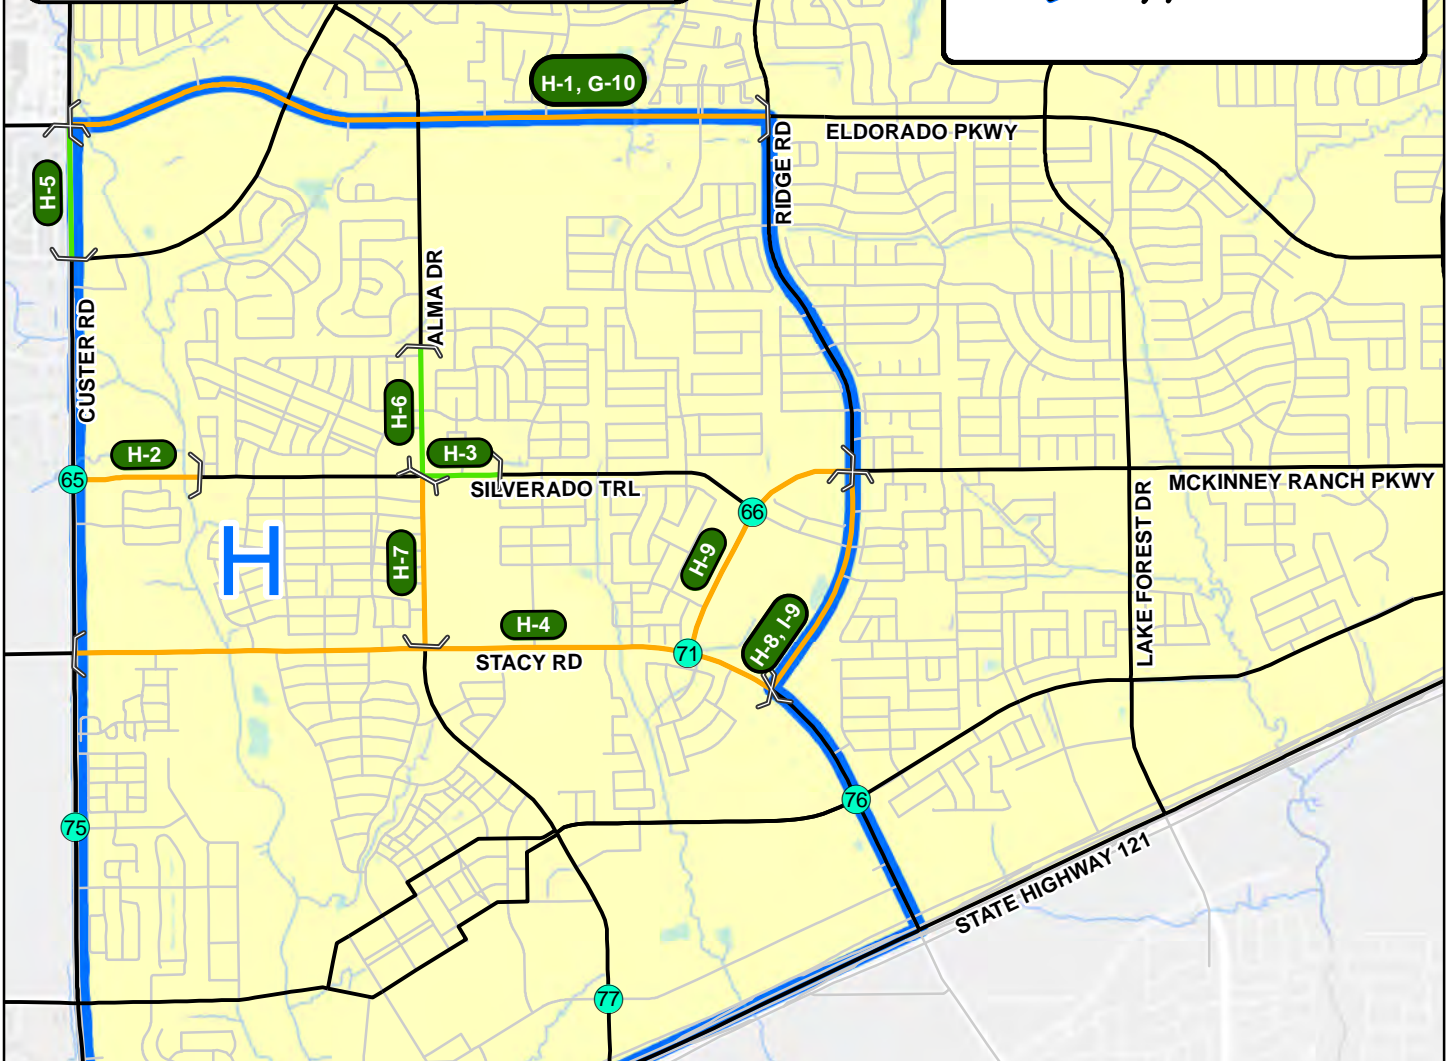 H-1, G-10
ELDORADO PKWY
RIDGE RD
H-5
ALMA DR
CUSTER RD
H-6
H-3
H-2
65
SILVERADO TRL
MCKINNEY RANCH PKWY
66
LAKE FOREST DR
H
H-7
H-9
H-8, I-9
H-4
71
STACY RD
76
75
STATE HIGHWAY 121
77